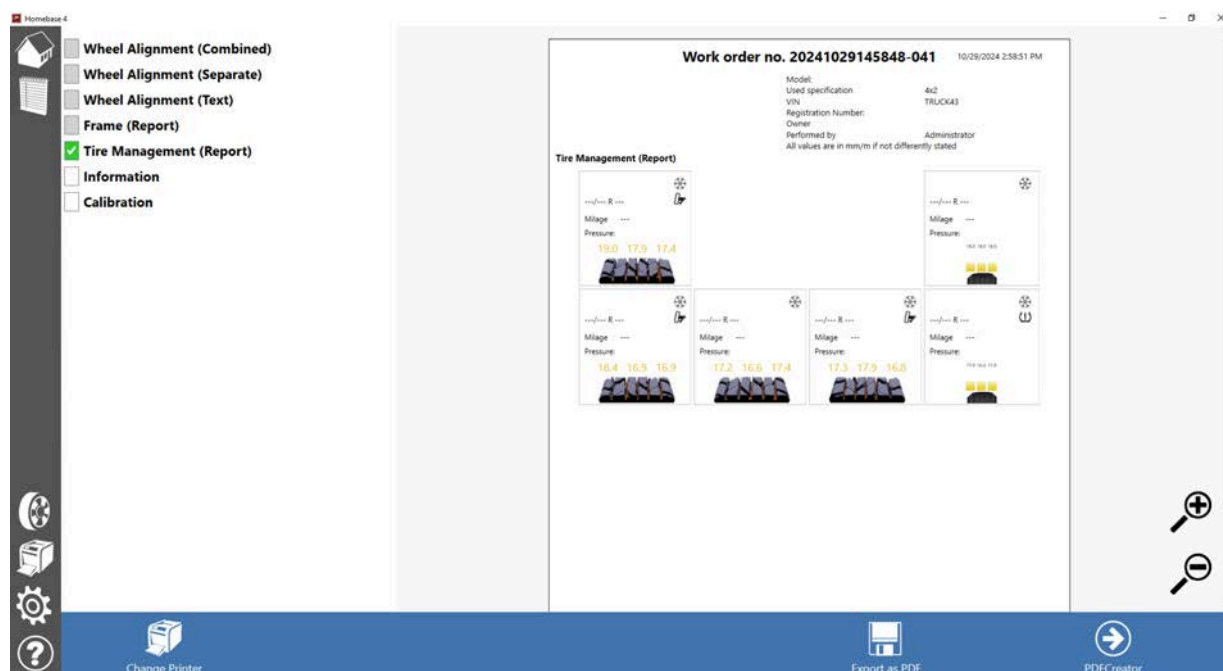 Homebase 4
Wheel Alignment (Combined)
Wheel Alignment (Separate)
Wheel Alignment (Text)
Frame (Report)
Tire Management (Report)
Information
Calibration
Work order no. 20241029145848-041 10/29/2024 2:58:51 PM
Model:
Used specification 4x2
VIN TRUCK43
Registration Number:
Owner
Performed by Administrator
All values are in mm/m if not differently stated
Tire Management (Report)
---/--- R --- ---/--- R ---
Milage --- Milage ---
Pressure: Pressure:
19.0 17.9 17.4
---/--- R --- ---/--- R --- ---/--- R --- ---/--- R ---
Milage --- Milage --- Milage --- Milage ---
Pressure: Pressure: Pressure: Pressure:
18.4 16.9 16.9 17.2 16.6 17.4 17.3 17.9 16.8
Change Printer Export as PDF PDFCreator